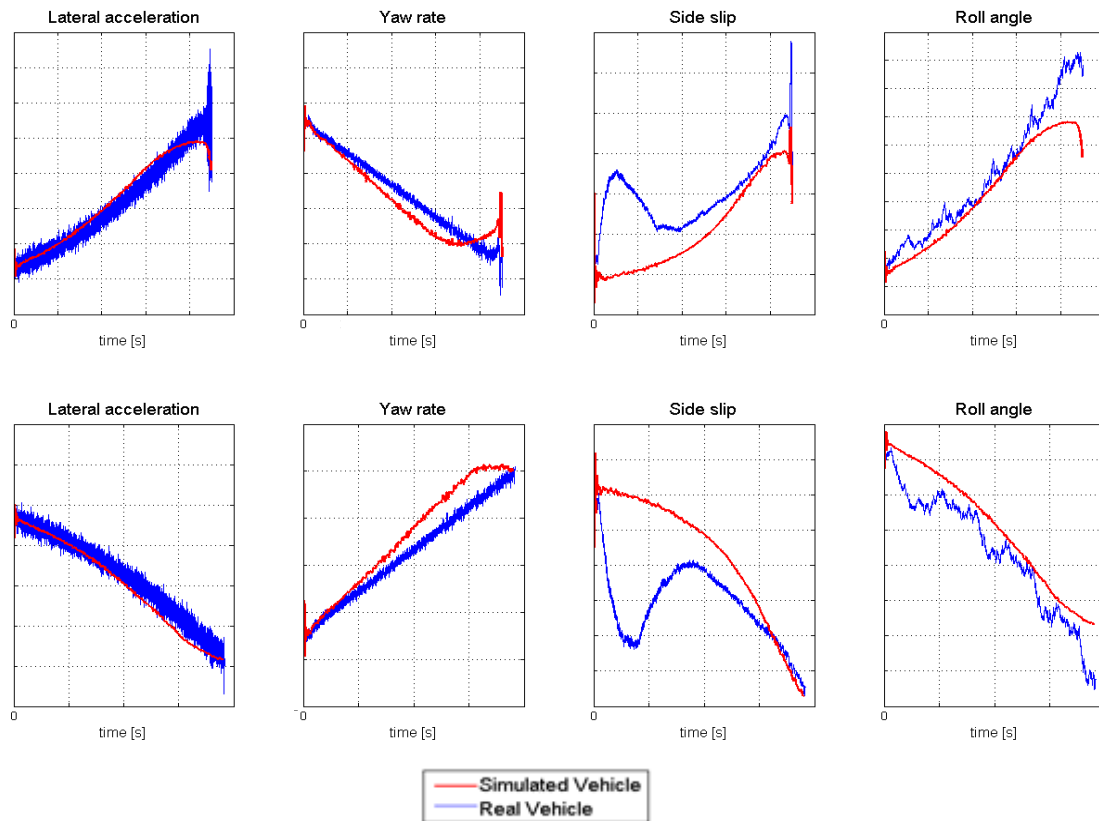 Lateral acceleration
Yaw rate
Side slip
Roll angle
0
0
0
0
time [s]
time [s]
time [s]
time [s]
Lateral acceleration
Yaw rate
Side slip
Roll angle
0
0
0
0
time [s]
time [s]
time [s]
time [s]
Simulated Vehicle
Real Vehicle